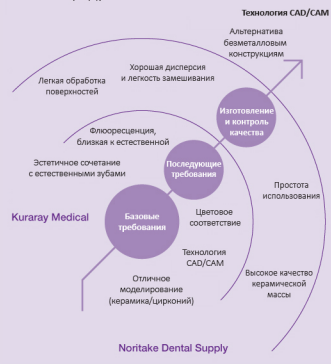 Технология CAD/CAM
Альтернатива
безметалловым
конструкциям
Хорошая дисперсия
и легкость замешивания
Легкая обработка
поверхностей
Изготовление
и контроль
качества
Флюоресценция,
близкая к естественной
Последующие
требования
Эстетичное сочетание
с естественными зубами
Простота
использования
Kuraray Medical
Базовые
требования
Цветовое
соответствие
Технология
CAD/CAM
Отличное
моделирование
(керамика/цирконий)
Высокое качество
керамической
массы
Noritake Dental Supply